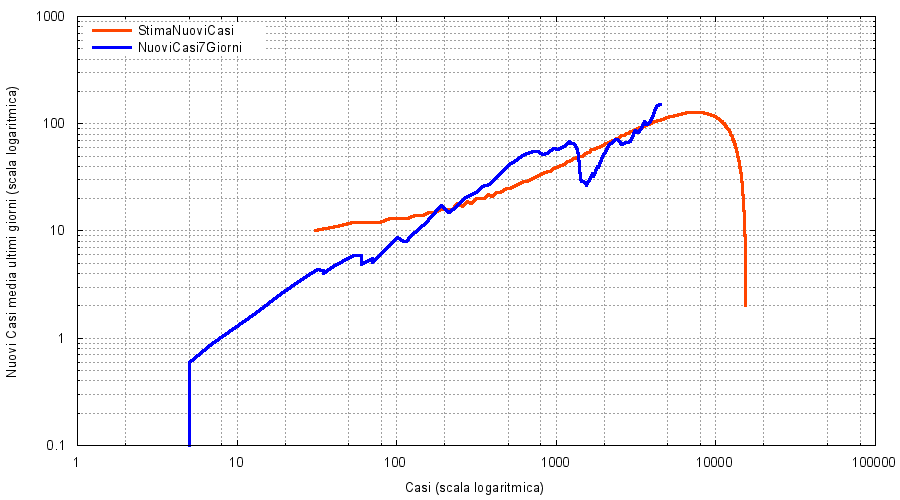 1000
StimaNuoviCasi
NuoviCasi7Giorni
100
10
1
0.1
1
10
100
1000
10000
100000
Nuovi Casi media ultimi giorni (scala logaritmica)
Casi (scala logaritmica)